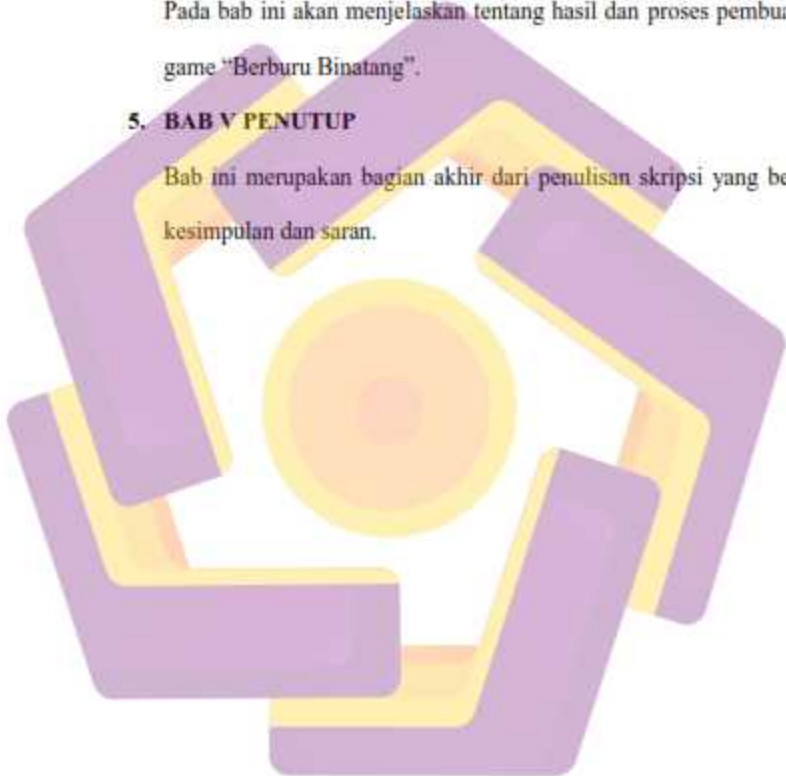 Pada bab ini akan menjelaskan tentang hasil dan proses
game “Berburu Binatang”.
5. BAB V PENUTUP
Bab ini merupakan bagian akhir dari penulisan skripsi yang
kesimpulan dan saran.